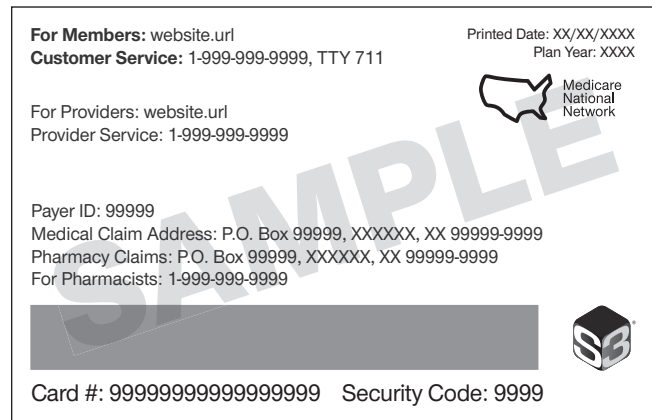 For Members: website.url
Customer Service: 1-999-999-9999, TTY 711
Printed Date: XX/XX/XXXX
Plan Year: XXXX
Medicare
National
Network
For Providers: website.url
Provider Service: 1-999-999-9999
SAMPLE
Payer ID: 99999
Medical Claim Address: P.O. Box 99999, XXXXXX, XX 99999-9999
Pharmacy Claims: P.O. Box 99999, XXXXXX, XX 99999-9999
For Pharmacists: 1-999-999-9999
S3
Card #: 99999999999999999 Security Code: 9999